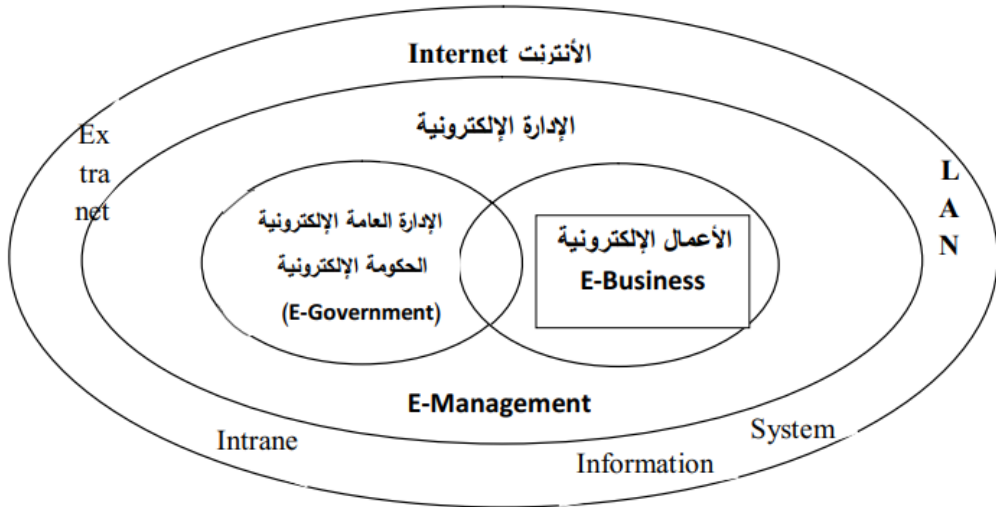 الأنترنت Internet
الإدارة الإلكترونية
Ex
tra
net
L
A
N
الإدارة العامة الإلكترونية
الحكومة الإلكترونية
(E-Government)
الأعمال الإلكترونية
E-Business
E-Management
Intrane
System
Information